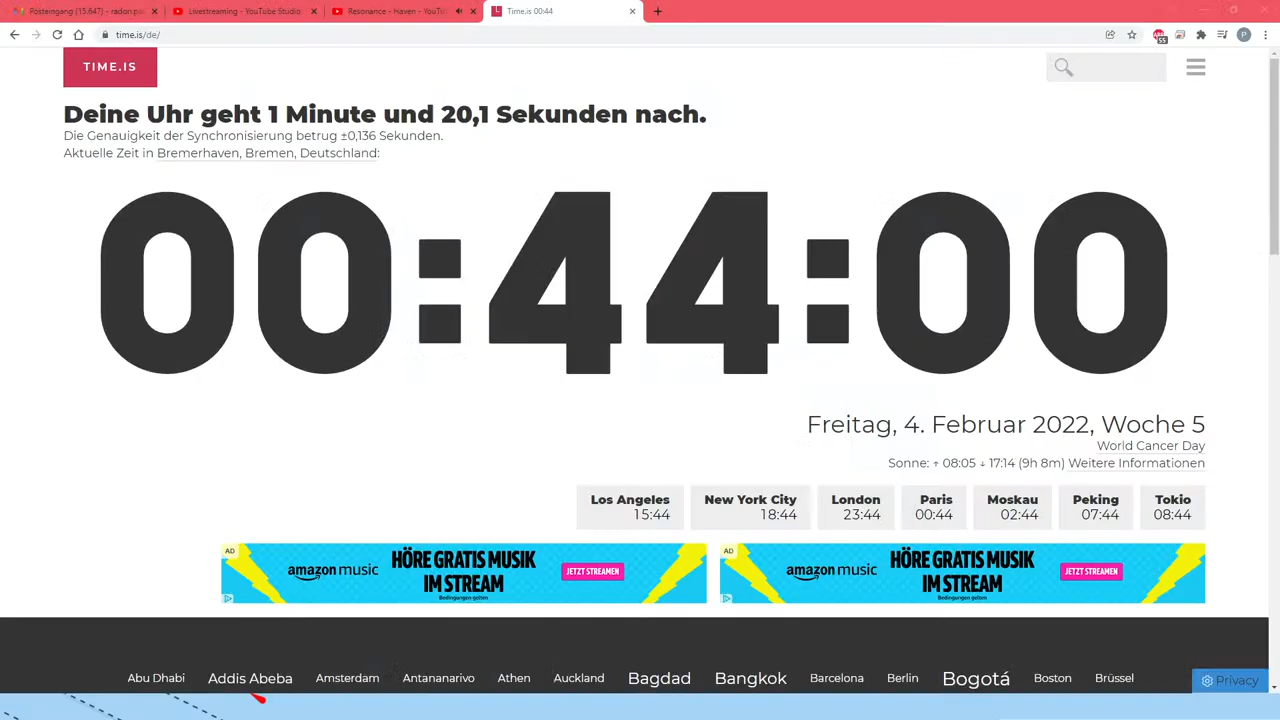 Posteingang (15.647) - radon.pa
Livestreaming - YouTube Studio
Resonance - Haven - YouTu
Time.is 00:44
time.is/de/
55
P
TIME.IS
Deine Uhr geht 1 Minute und 20,1 Sekunden nach.
Die Genauigkeit der Synchronisierung betrug ±0,136 Sekunden.
Aktuelle Zeit in Bremerhaven, Bremen, Deutschland:
00:44:00
Freitag, 4. Februar 2022, Woche 5
World Cancer Day
Sonne: ↑ 08:05 ↓ 17:14 (9h 8m) Weitere Informationen
Los Angeles New York City London Paris Moskau Peking Tokio
15:44 18:44 23:44 00:44 02:44 07:44 08:44
AD
amazon music
HÖRE GRATIS MUSIK
IM STREAM
Bedingungen gelten
JETZT STREAMEN
AD
amazon music
HÖRE GRATIS MUSIK
IM STREAM
Bedingungen gelten
JETZT STREAMEN
Abu Dhabi Addis Abeba Amsterdam Antananarivo Athen Auckland Bagdad Bangkok Barcelona Berlin Bogotá Boston Brüssel
Privacy